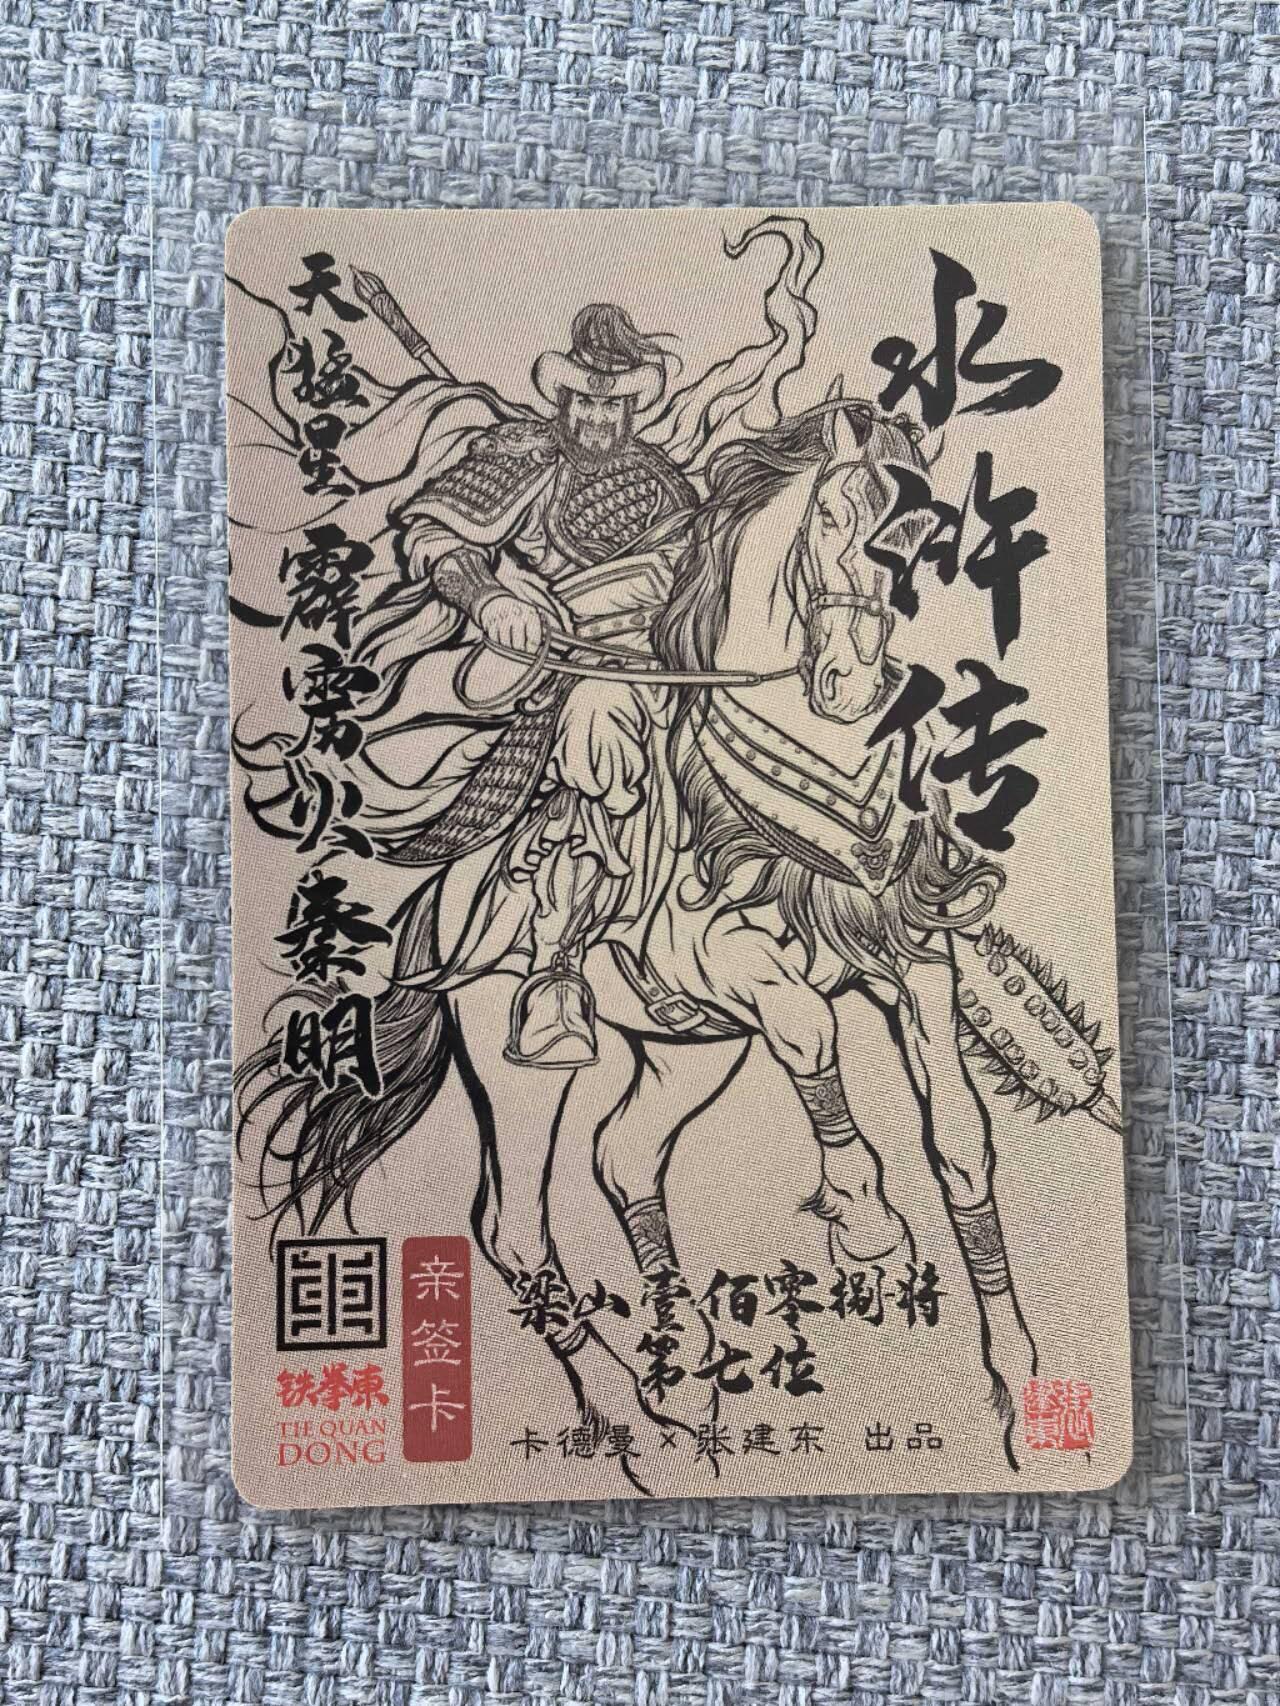 水浒传
天猛星 霹雳火 秦明
梁山壹佰零捌将
第七位
亲签卡
铁拳東
TIE QUAN
DONG
卡德曼×张建东 出品